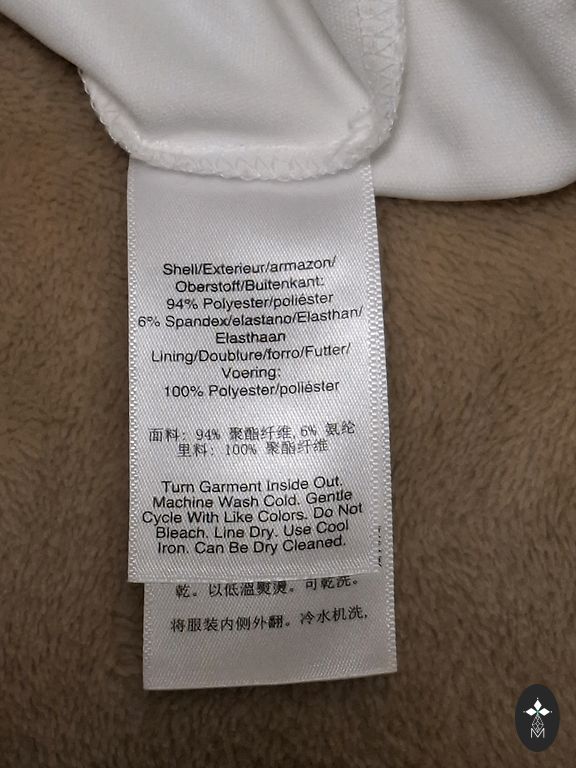 Shell/Exterieur/armazon/
Oberstoff/Buitenkant:
94% Polyester/poliéster
6% Spandex/elastano/Elasthan/
Elasthaan
Lining/Doublure/forro/Futter/
Voering:
100% Polyester/poliéster
面料: 94% 聚酯纤维, 6% 氨纶
里料: 100% 聚酯纤维
Turn Garment Inside Out.
Machine Wash Cold. Gentle
Cycle With Like Colors. Do Not
Bleach. Line Dry. Use Cool
Iron. Can Be Dry Cleaned.
乾。以低溫熨燙。可乾洗。
将服装内侧外翻。冷水机洗,
M